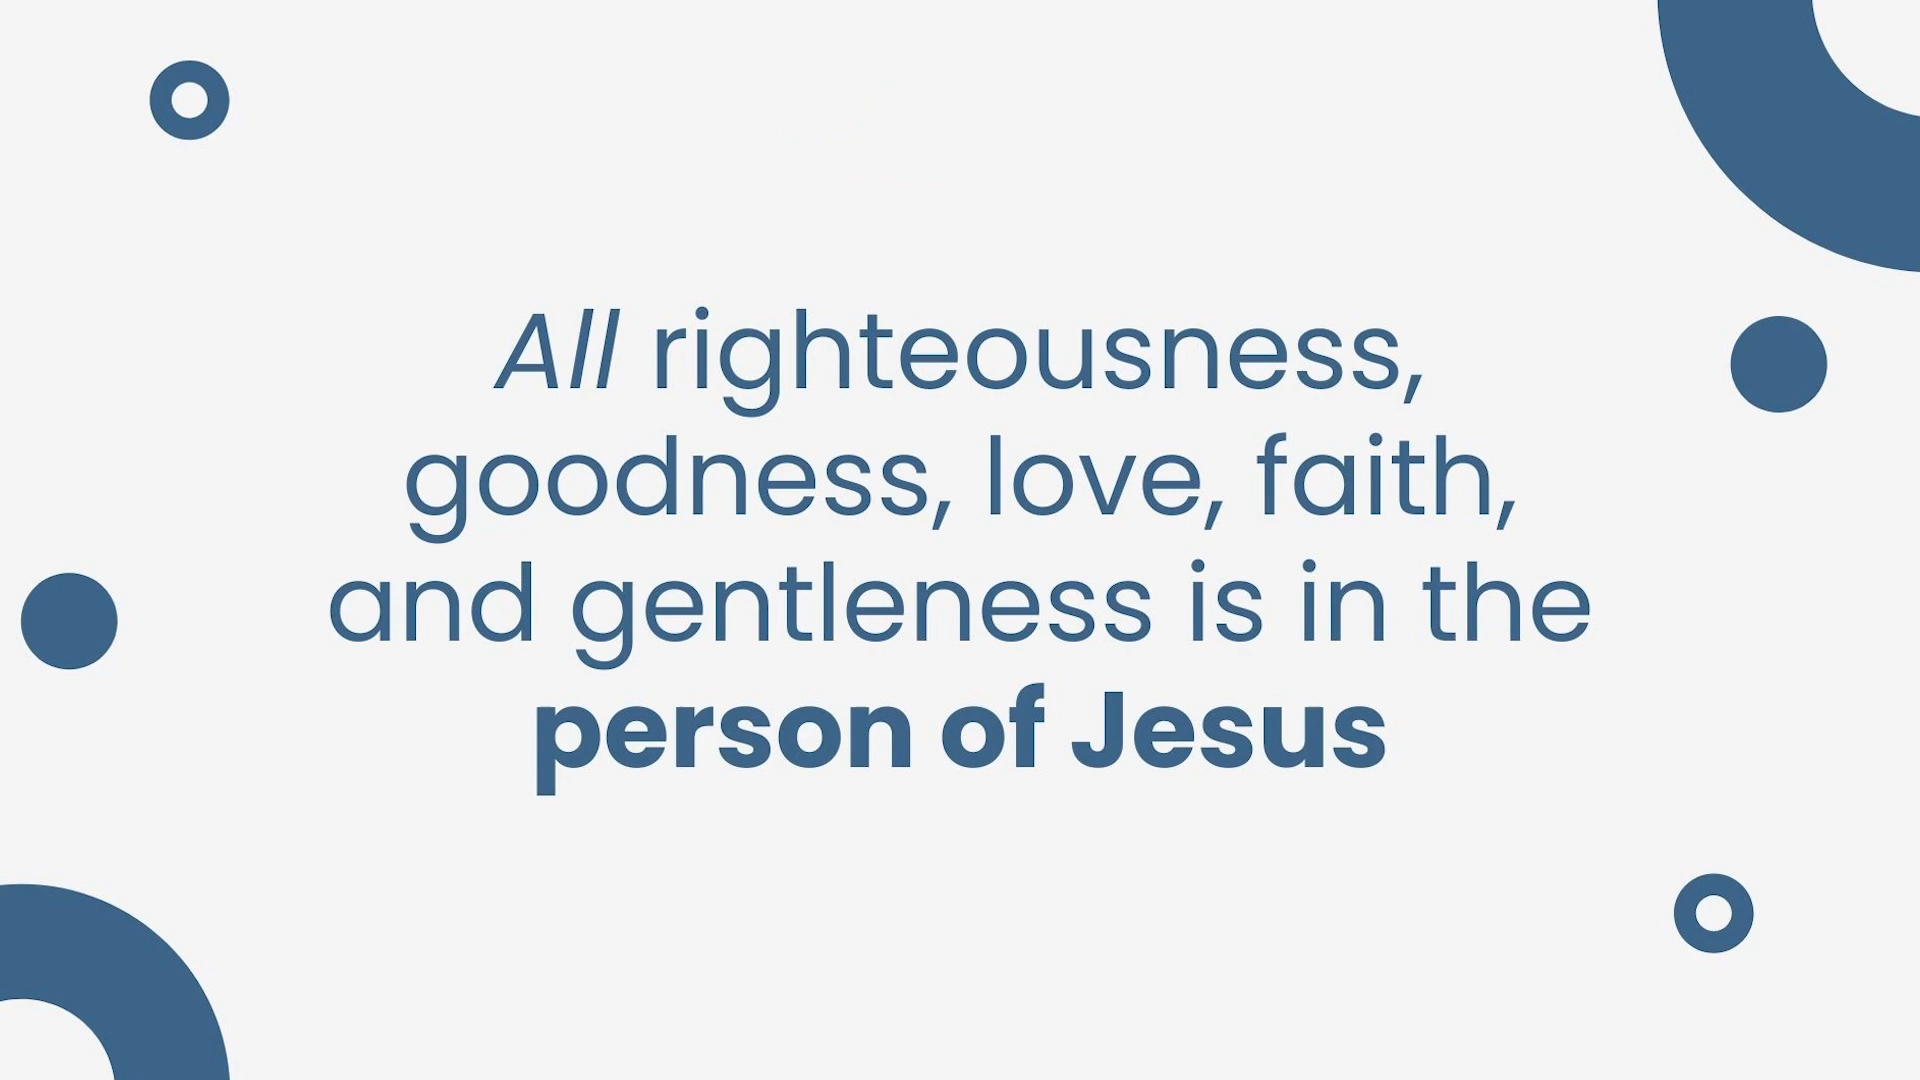 All righteousness,
goodness, love, faith,
and gentleness is in the
person of Jesus